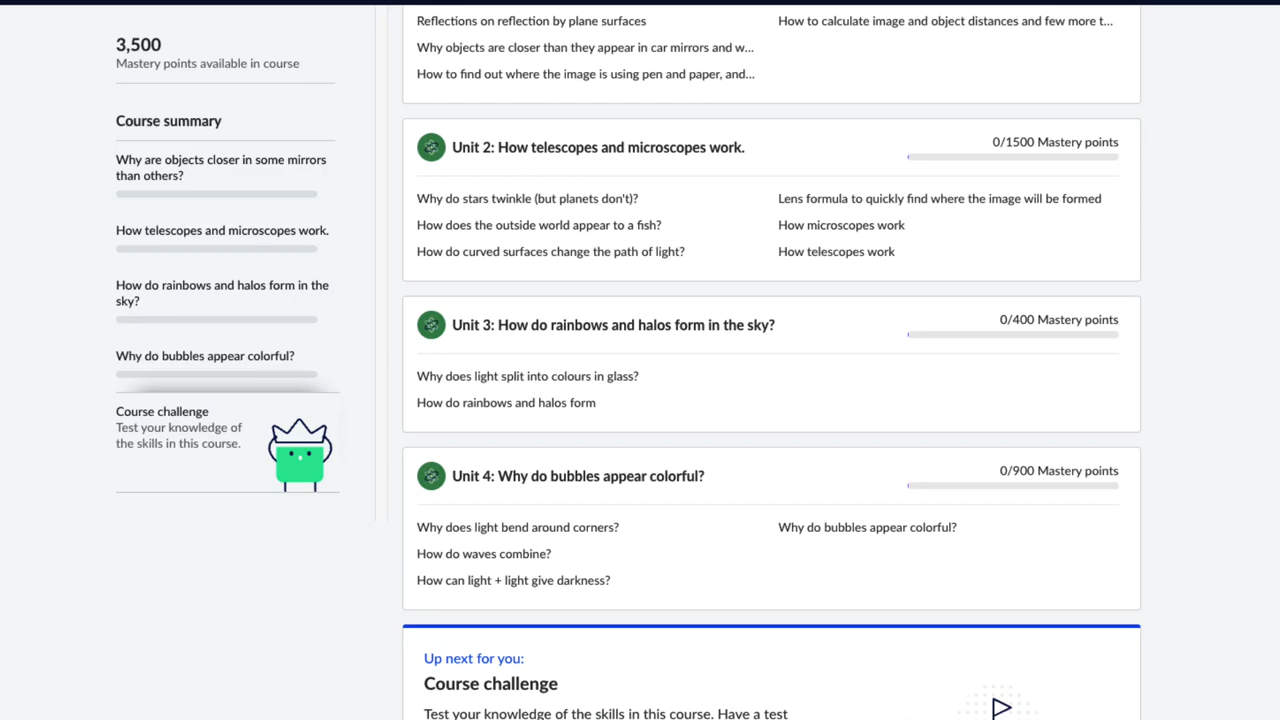 3,500
Mastery points available in course
Course summary
Why are objects closer in some mirrors
than others?
How telescopes and microscopes work.
How do rainbows and halos form in the
sky?
Why do bubbles appear colorful?
Course challenge
Test your knowledge of
the skills in this course.
Reflections on reflection by plane surfaces
Why objects are closer than they appear in car mirrors and w...
How to find out where the image is using pen and paper, and...
How to calculate image and object distances and few more t...
Unit 2: How telescopes and microscopes work.
0/1500 Mastery points
Why do stars twinkle (but planets don't)?
How does the outside world appear to a fish?
How do curved surfaces change the path of light?
Lens formula to quickly find where the image will be formed
How microscopes work
How telescopes work
Unit 3: How do rainbows and halos form in the sky?
0/400 Mastery points
Why does light split into colours in glass?
How do rainbows and halos form
Unit 4: Why do bubbles appear colorful?
0/900 Mastery points
Why does light bend around corners?
How do waves combine?
How can light + light give darkness?
Why do bubbles appear colorful?
Up next for you:
Course challenge
Test your knowledge of the skills in this course. Have a test